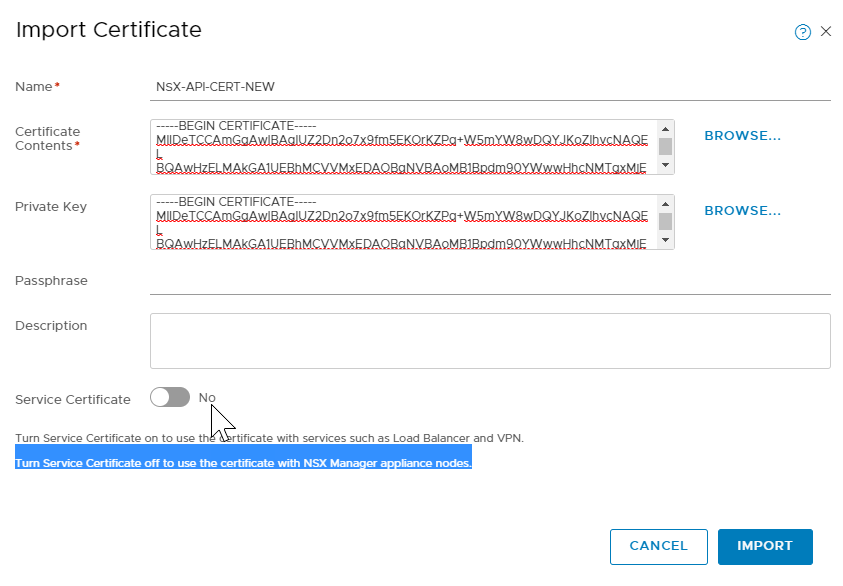 Import Certificate
Name*
NSX-API-CERT-NEW
Certificate
Contents*
-----BEGIN CERTIFICATE-----
MIIDeTCCAmGgAwIBAgIUZ2Dn2o7x9fm5EKOrKZPq+W5mYW8wDQYJKoZIhvcNAQE
L
BQAwHzELMAkGA1UEBhMCVVMxEDAOBgNVBAoMB1Bpdm90YWwwHhcNMTgxMjE
BROWSE...
Private Key
-----BEGIN CERTIFICATE-----
MIIDeTCCAmGgAwIBAgIUZ2Dn2o7x9fm5EKOrKZPq+W5mYW8wDQYJKoZIhvcNAQE
L
BQAwHzELMAkGA1UEBhMCVVMxEDAOBgNVBAoMB1Bpdm90YWwwHhcNMTgxMjE
BROWSE...
Passphrase
Description
Service Certificate
No
Turn Service Certificate on to use the certificate with services such as Load Balancer and VPN.
Turn Service Certificate off to use the certificate with NSX Manager appliance nodes.
CANCEL
IMPORT